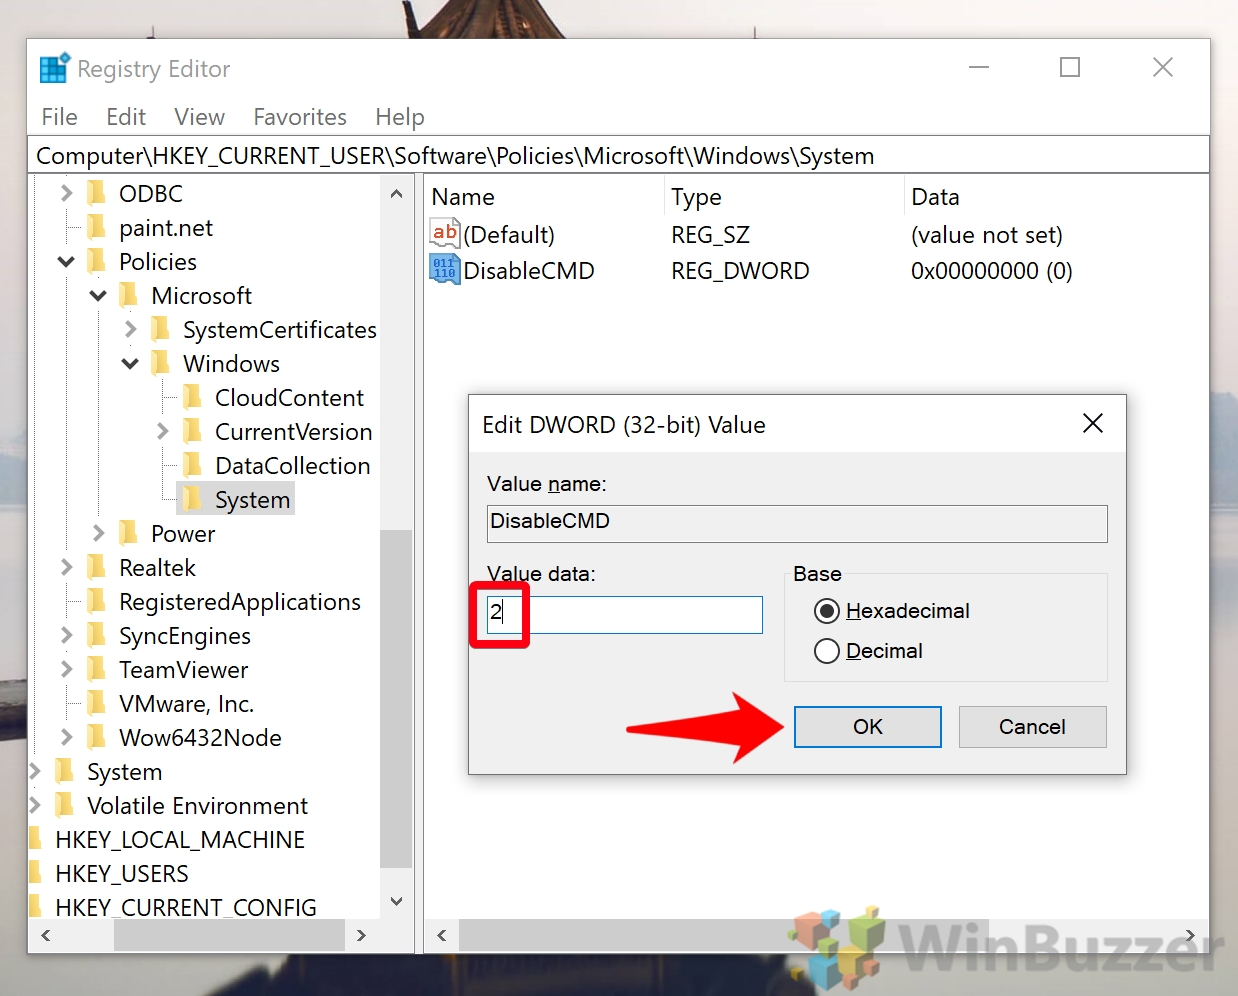 Registry Editor
File Edit View Favorites Help
Computer\HKEY_CURRENT_USER\Software\Policies\Microsoft\Windows\System
ODBC
paint.net
Policies
Microsoft
SystemCertificates
Windows
CloudContent
CurrentVersion
DataCollection
System
Power
Realtek
RegisteredApplications
SyncEngines
TeamViewer
VMware, Inc.
Wow6432Node
System
Volatile Environment
HKEY_LOCAL_MACHINE
HKEY_USERS
HKEY_CURRENT_CONFIG
Name Type Data
ab (Default) REG_SZ (value not set)
011
110 DisableCMD REG_DWORD 0x00000000 (0)
Edit DWORD (32-bit) Value
Value name:
DisableCMD
Value data:
2
Base
Hexadecimal
Decimal
OK Cancel
WinBuzzer